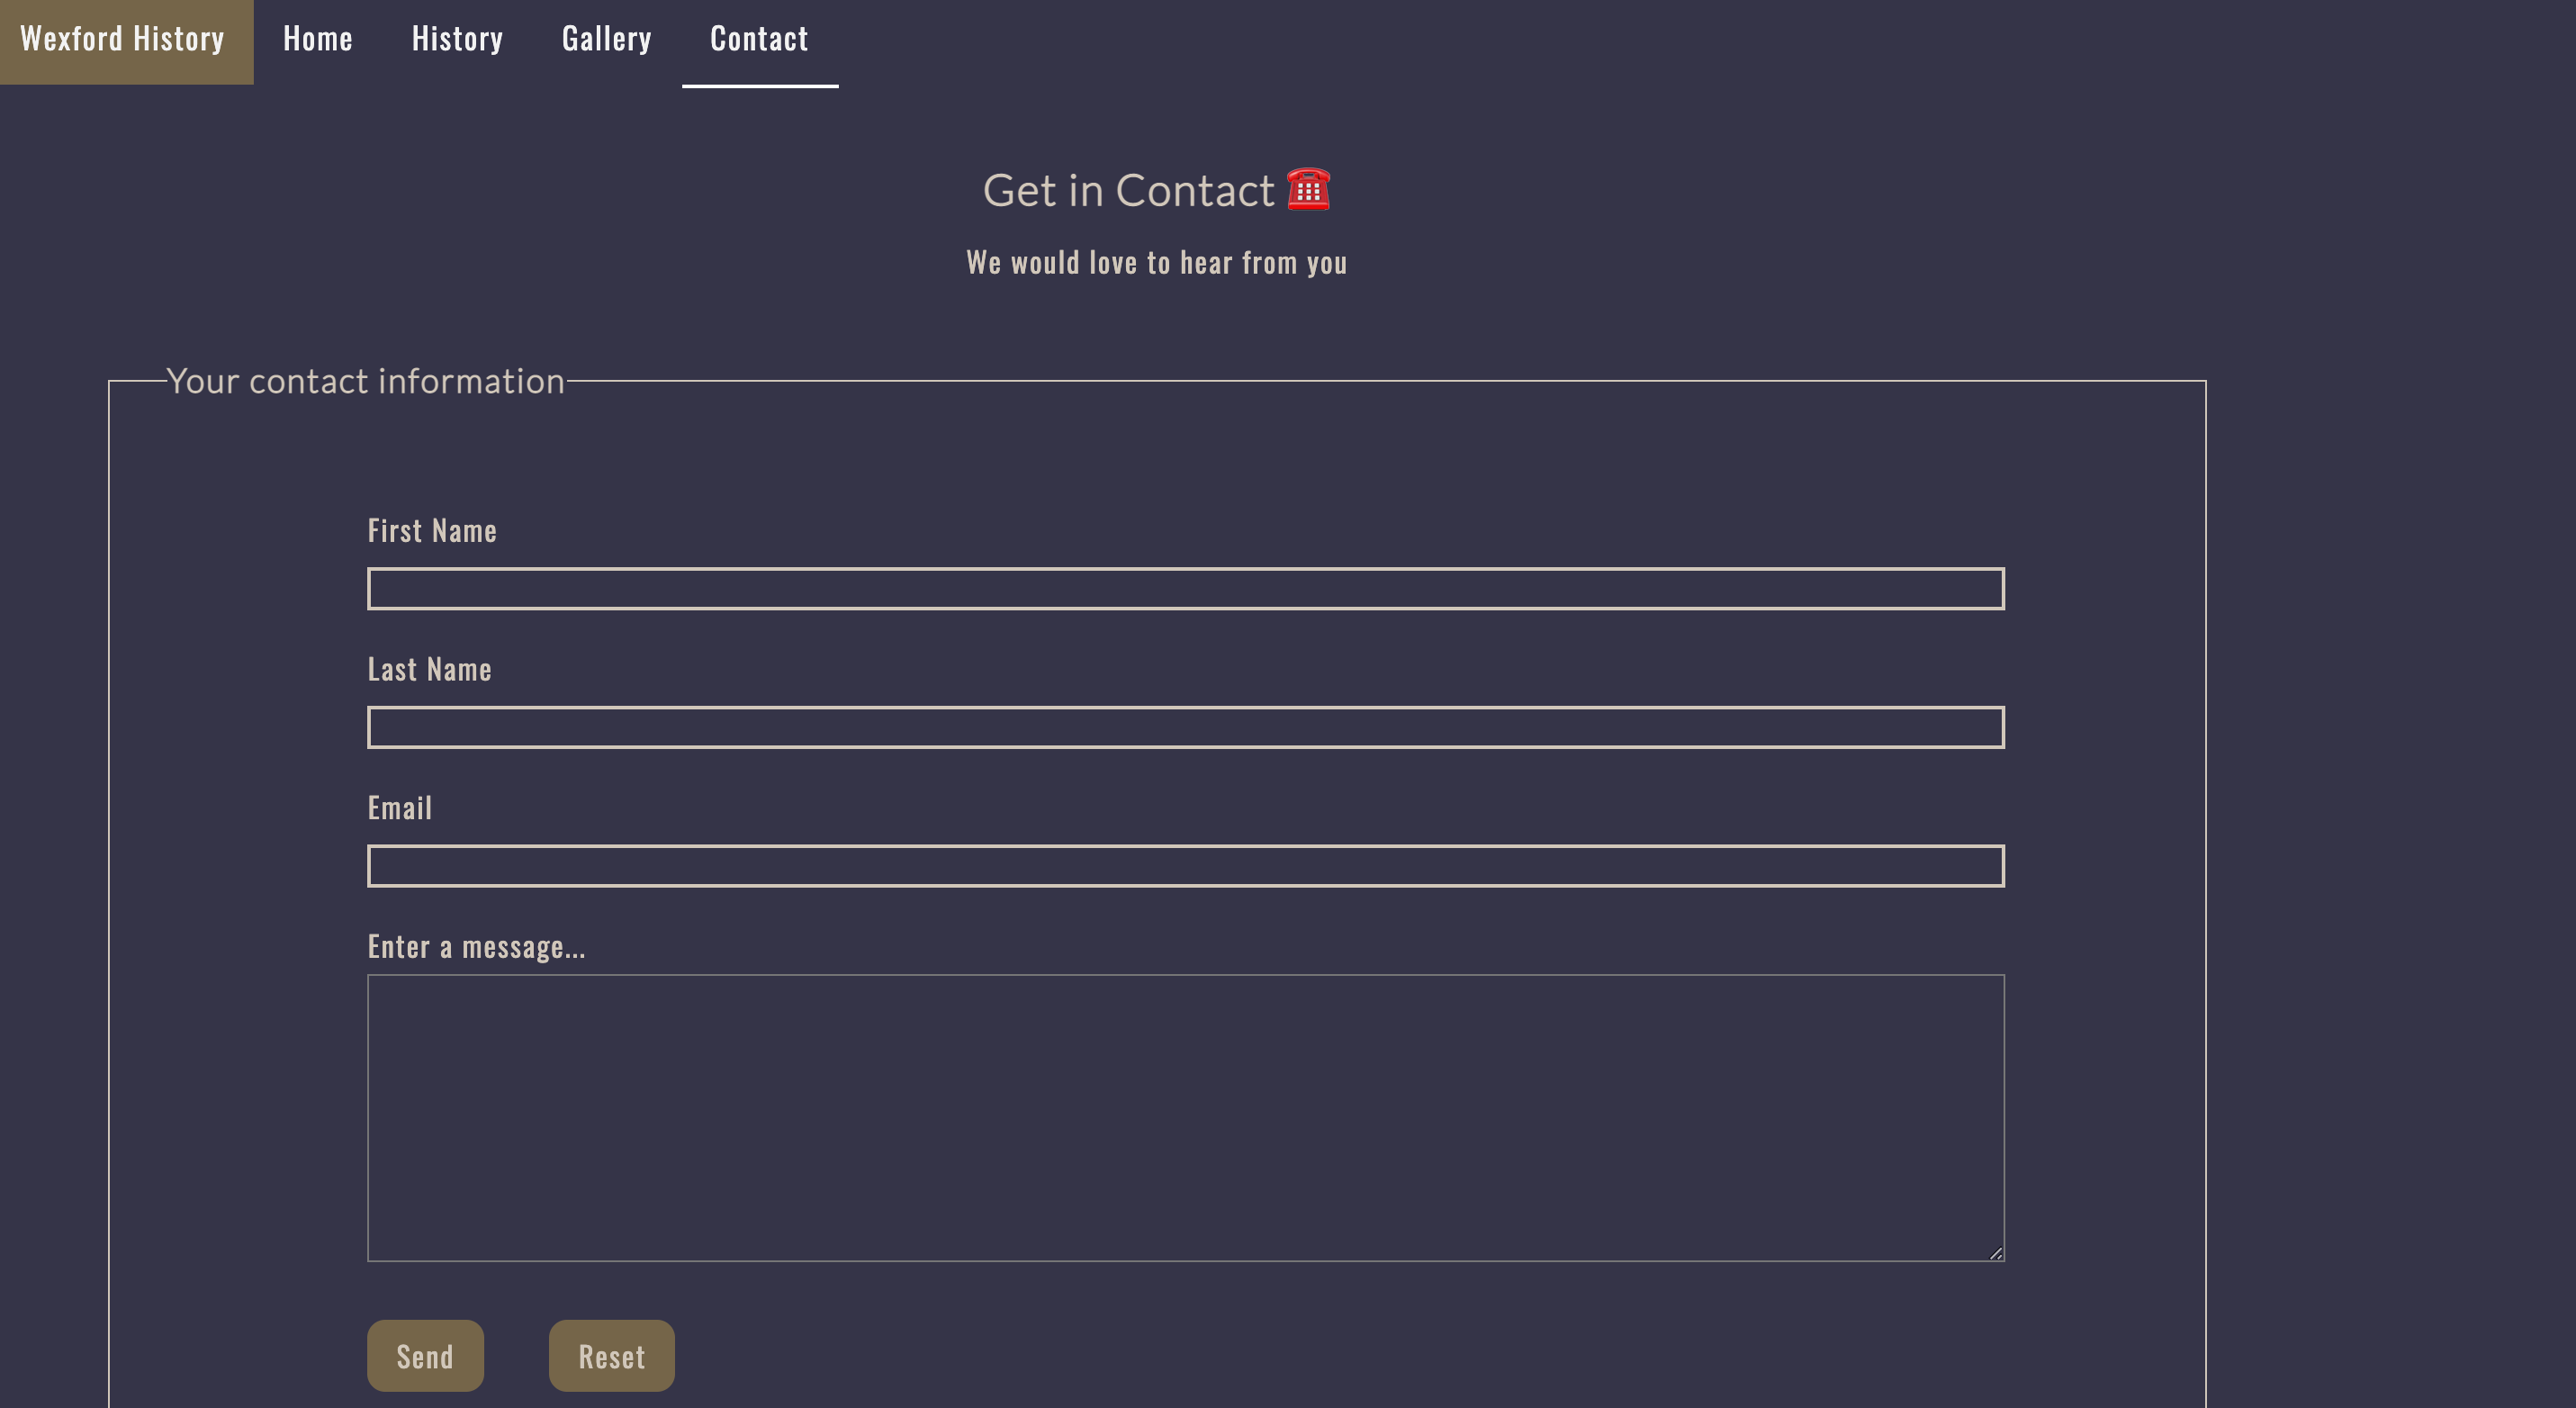 Wexford History Home History Gallery Contact
Get in Contact ☎️
We would love to hear from you
Your contact information
First Name
Last Name
Email
Enter a message...
Send Reset